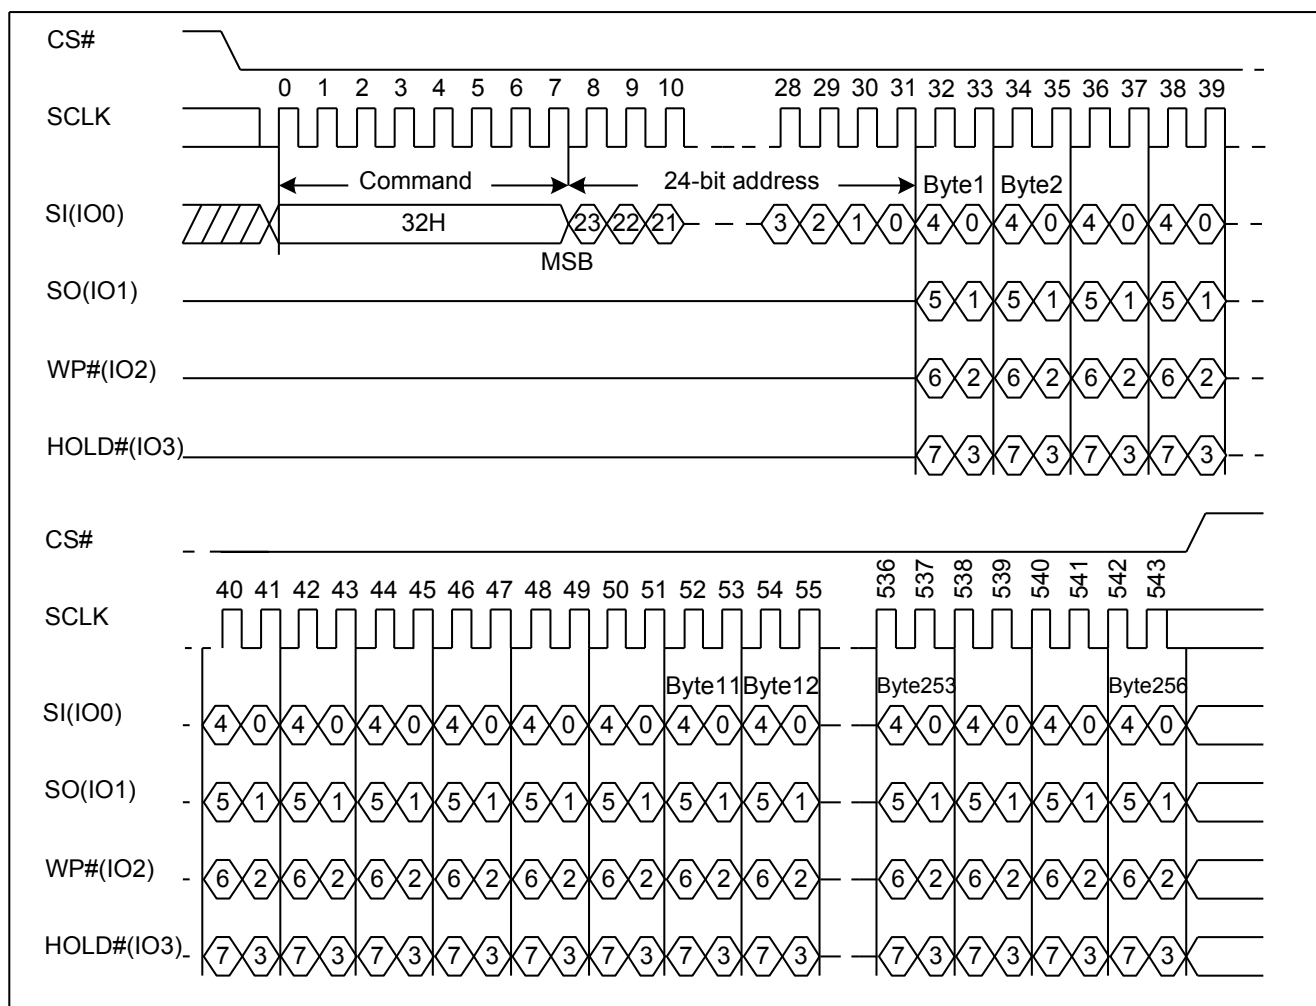 CS#
0 1 2 3 4 5 6 7 8 9 10 28 29 30 31 32 33 34 35 36 37 38 39
SCLK
Command 24-bit address Byte1 Byte2
SI(IO0) 32H 23 22 21 3 2 1 0 4 0 4 0 4 0 4 0
MSB
SO(IO1) 5 1 5 1 5 1 5 1
WP#(IO2) 6 2 6 2 6 2 6 2
HOLD#(IO3) 7 3 7 3 7 3 7 3
CS#
40 41 42 43 44 45 46 47 48 49 50 51 52 53 54 55 536 537 538 539 540 541 542 543
SCLK
Byte11 Byte12 Byte253 Byte256
SI(IO0) 4 0 4 0 4 0 4 0 4 0 4 0 4 0 4 0 4 0 4 0 4 0 4 0
SO(IO1) 5 1 5 1 5 1 5 1 5 1 5 1 5 1 5 1 5 1 5 1 5 1 5 1
WP#(IO2) 6 2 6 2 6 2 6 2 6 2 6 2 6 2 6 2 6 2 6 2 6 2 6 2
HOLD#(IO3) 7 3 7 3 7 3 7 3 7 3 7 3 7 3 7 3 7 3 7 3 7 3 7 3